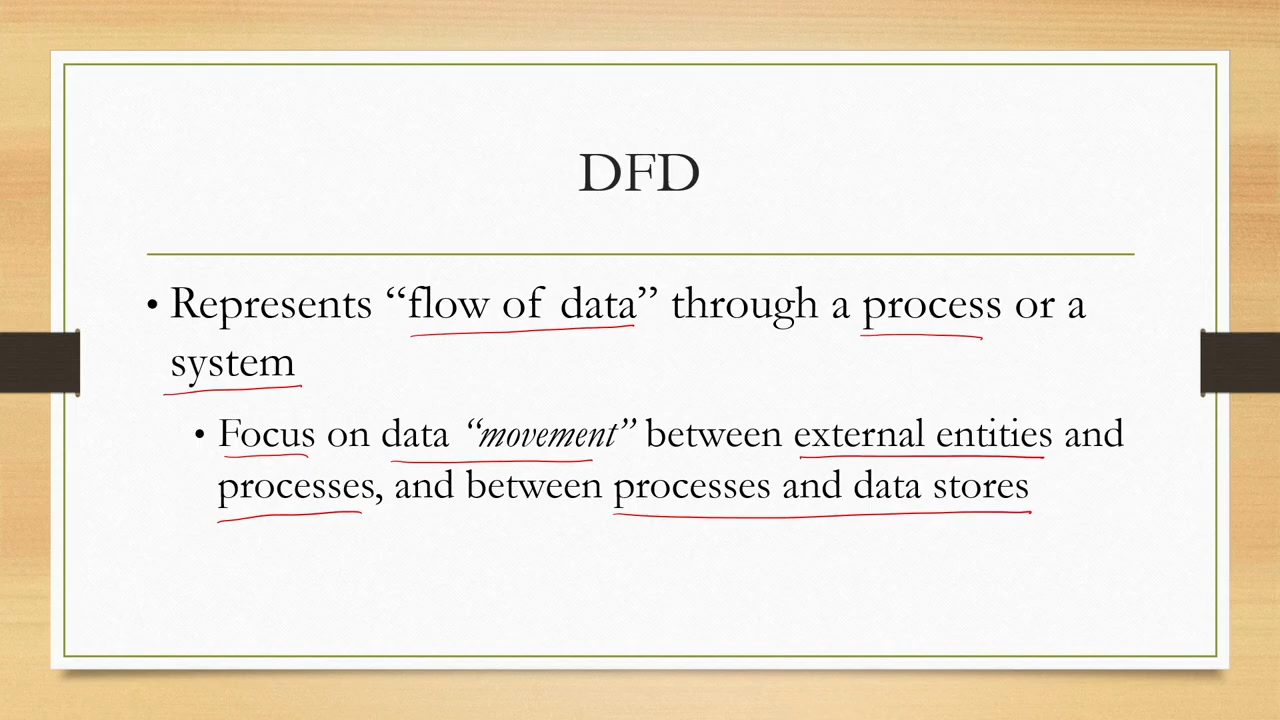 DFD
• Represents “flow of data” through a process or a
system
• Focus on data “movement” between external entities and
processes, and between processes and data stores